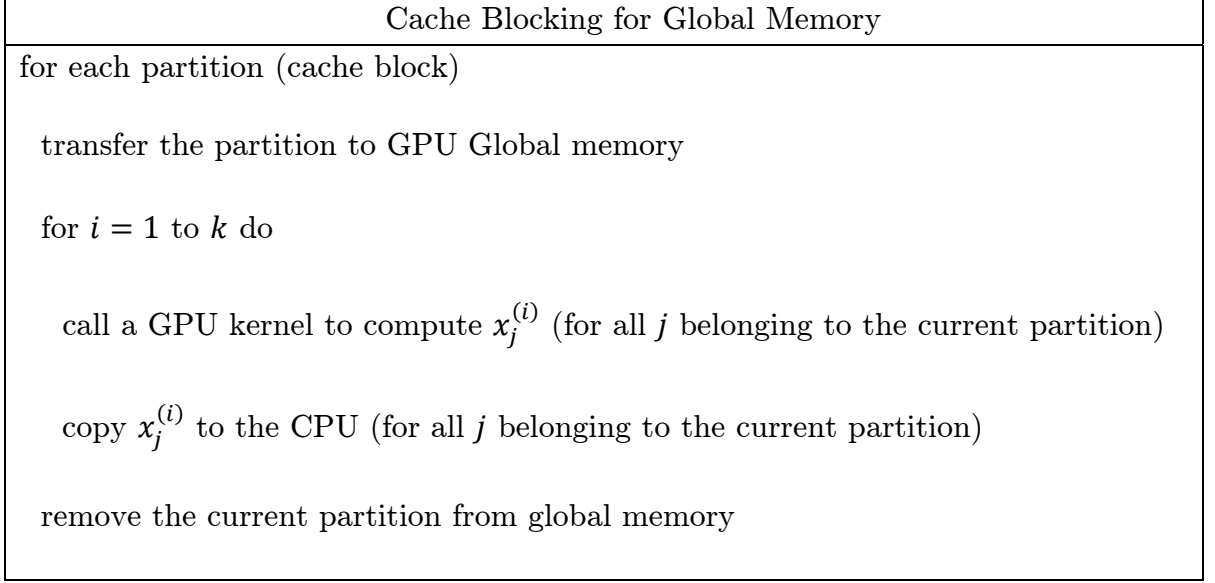 Cache Blocking for Global Memory
for each partition (cache block)
transfer the partition to GPU Global memory
for i = 1 to k do
call a GPU kernel to compute x_j^(i) (for all j belonging to the current partition)
copy x_j^(i) to the CPU (for all j belonging to the current partition)
remove the current partition from global memory